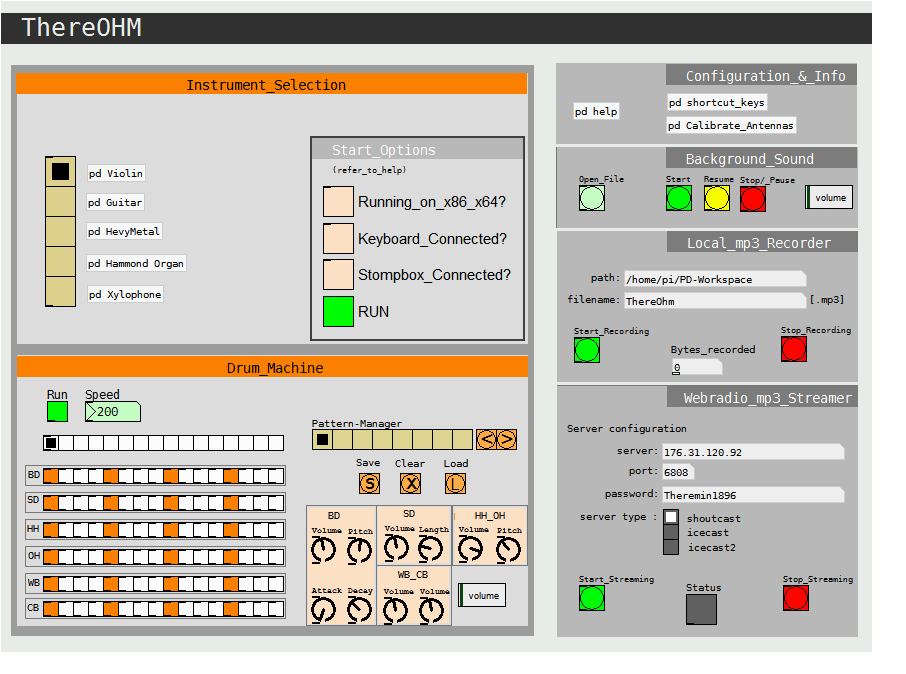 ThereOHM
Instrument_Selection
pd Violin
pd Guitar
pd HevyMetal
pd Hammond Organ
pd Xylophone
Start_Options
(refer_to_help)
Running_on_x86_x64?
Keyboard_Connected?
Stompbox_Connected?
RUN
Drum_Machine
Run Speed
200
BD
SD
HH
OH
WB
CB
Pattern-Manager
< >
Save Clear Load
S X L
BD SD HH_OH
Volume Pitch Volume Length Volume Pitch
WB_CB
Attack Decay Volume Volume
volume
Configuration_&_Info
pd help
pd shortcut_keys
pd Calibrate_Antennas
Background_Sound
Open_File Start Resume Stop/_Pause
volume
Local_mp3_Recorder
path: /home/pi/PD-Workspace
filename: ThereOhm [.mp3]
Start_Recording Stop_Recording
Bytes_recorded
0
Webradio_mp3_Streamer
Server configuration
server: 176.31.120.92
port: 6808
password: Theremin1896
server type : shoutcast
icecast
icecast2
Start_Streaming Status Stop_Streaming